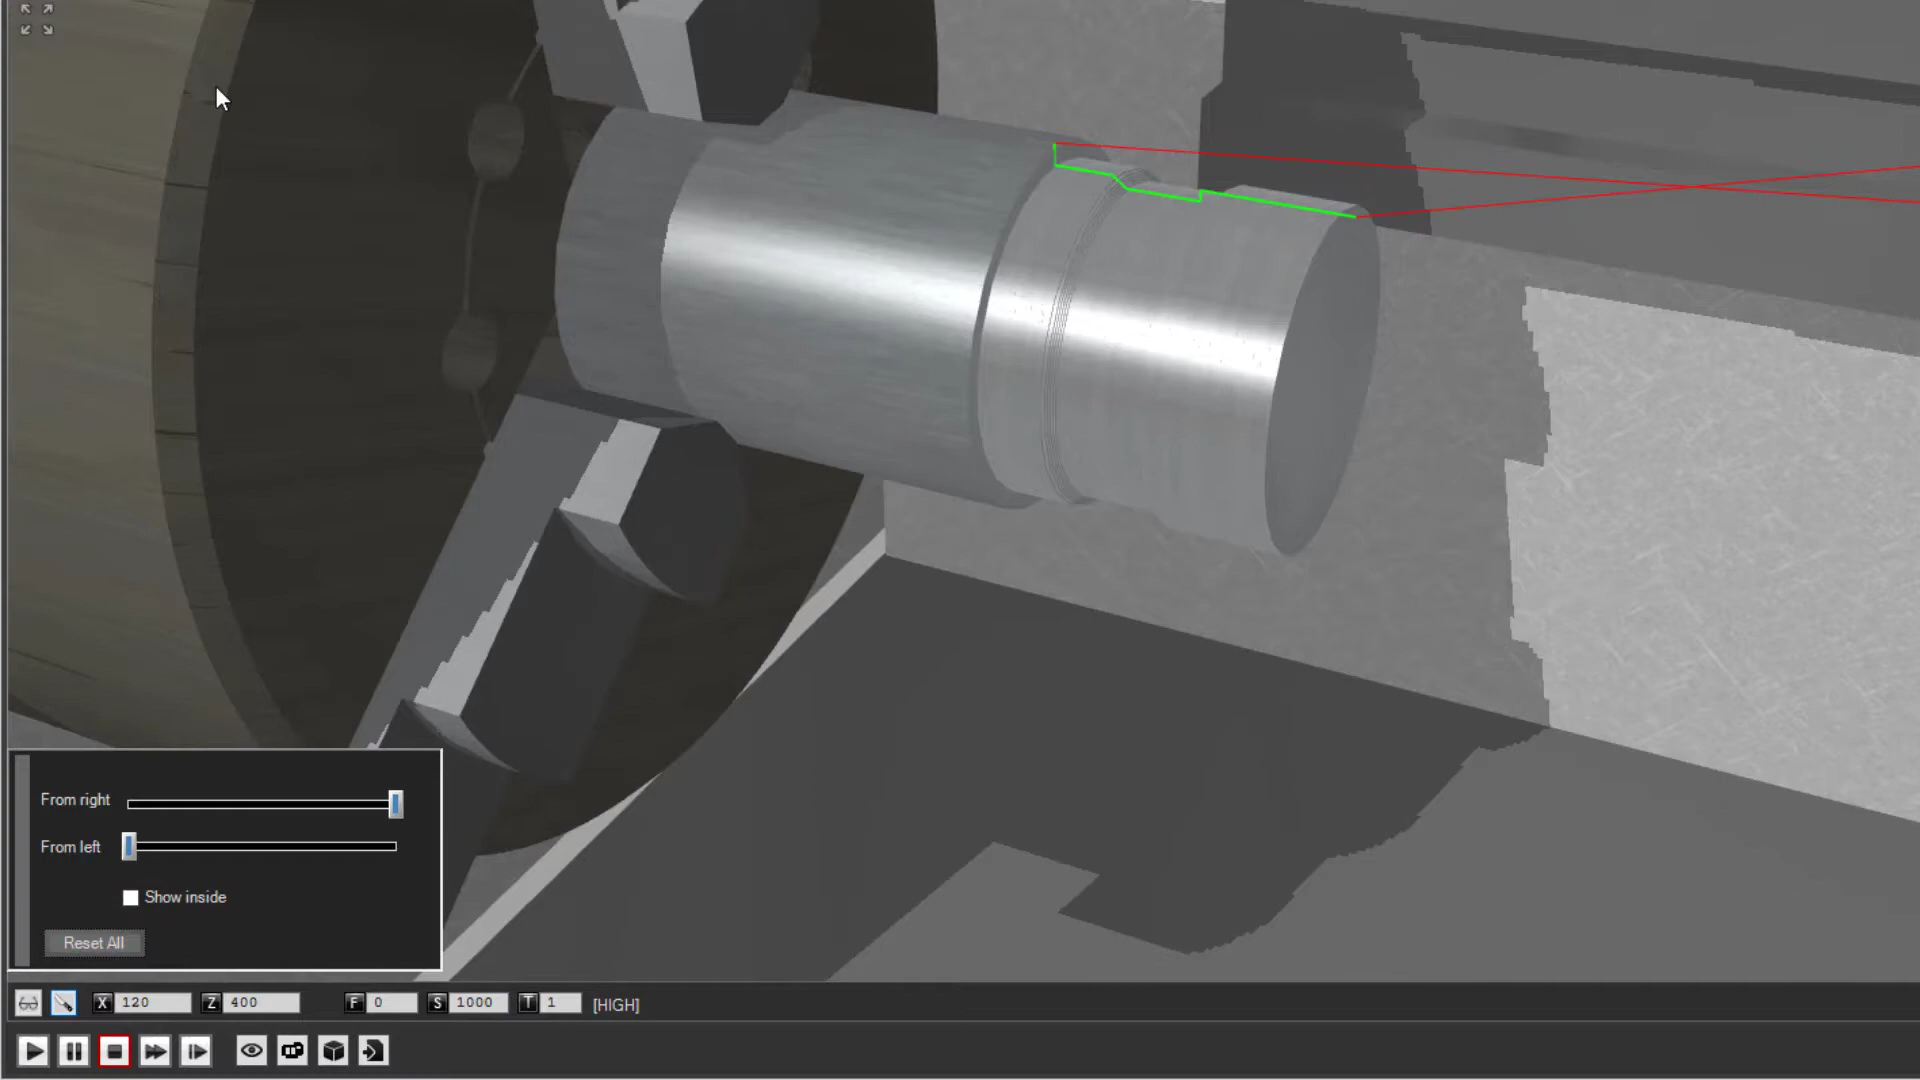 From right
From left
Show inside
Reset All
X 120 Z 400 F 0 S 1000 T 1 [HIGH]